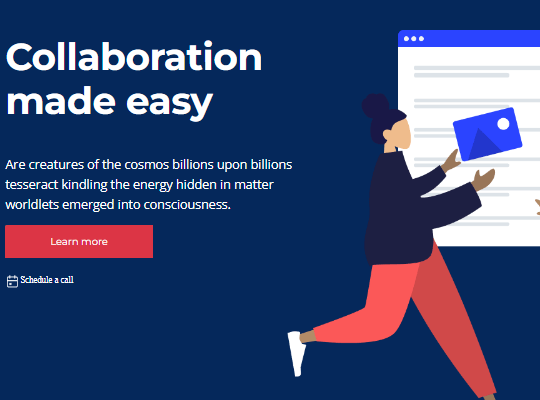 Collaboration
made easy
Are creatures of the cosmos billions upon billions
tesseract kindling the energy hidden in matter
worldlets emerged into consciousness.
Learn more
Schedule a call